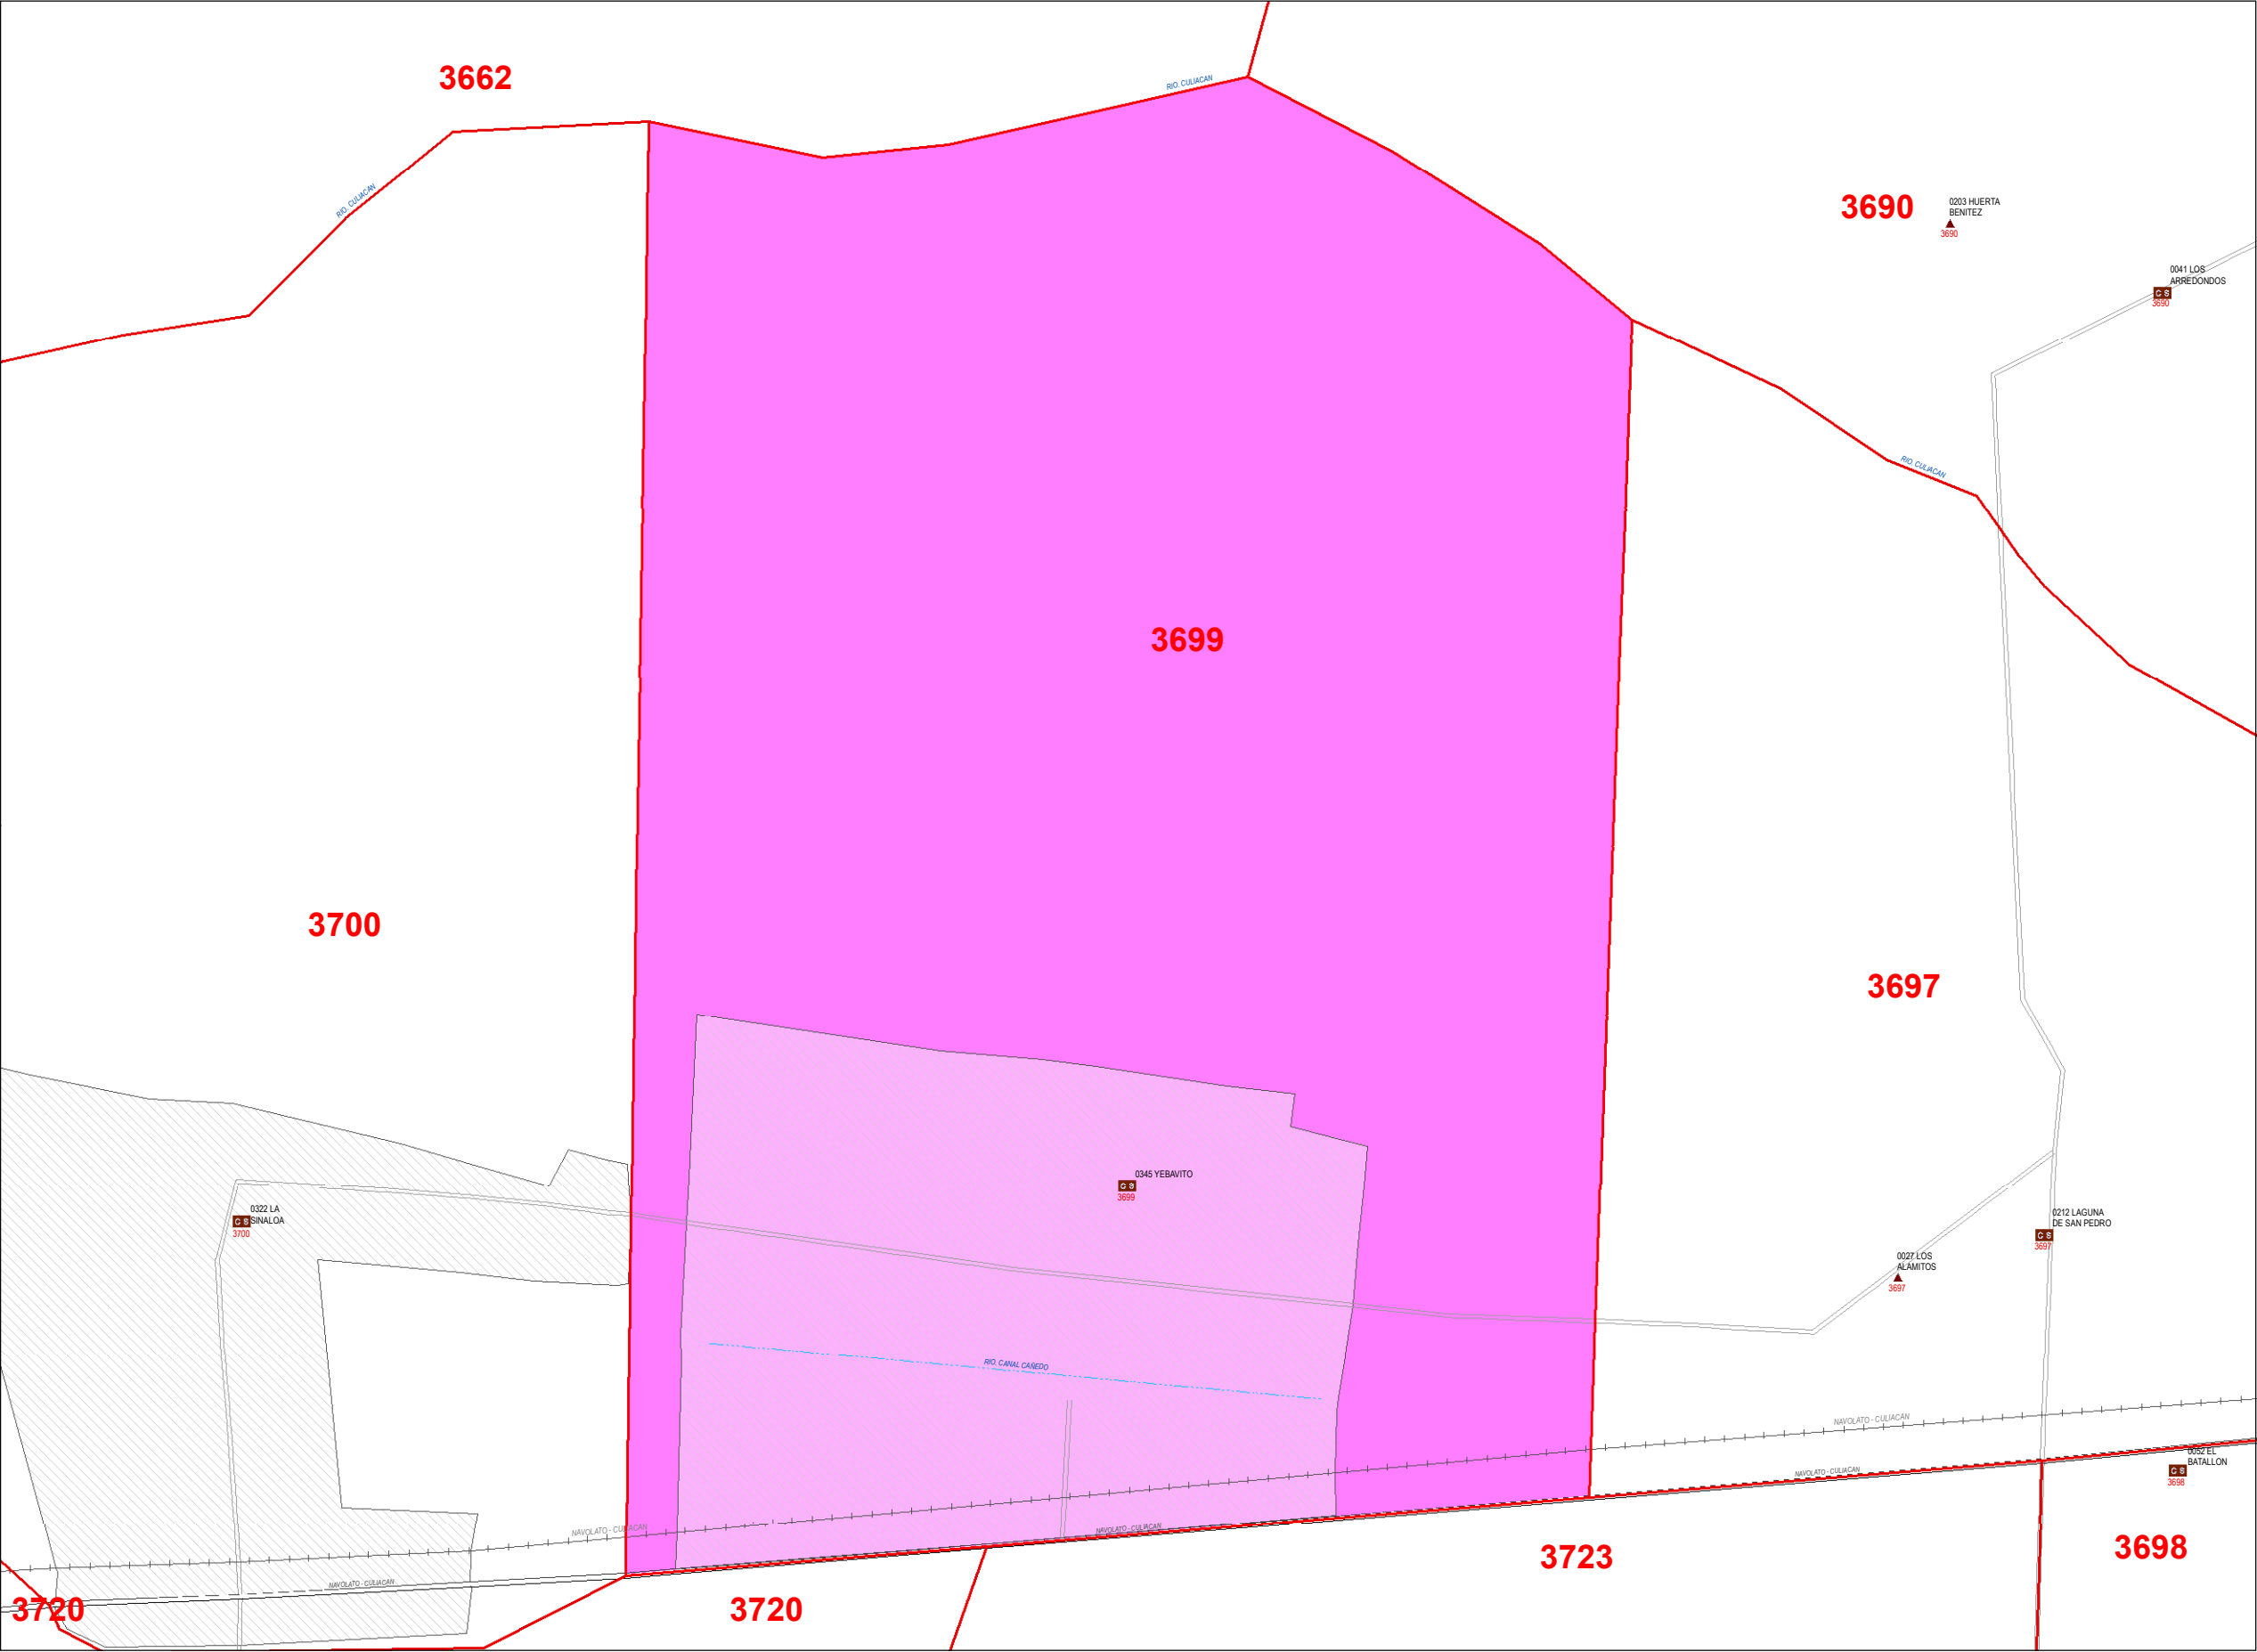 3662
RIO. CULIACAN
RIO. CULIACAN
3690
0203 HUERTA
BENITEZ
3690
0041 LOS
ARREDONDOS
C S
3690
RIO. CULIACAN
3699
3700
3697
0345 YEBAVITO
C S
3699
0322 LA
C S SINALOA
3700
0212 LAGUNA
DE SAN PEDRO
C S
3697
0027 LOS
ALAMITOS
3697
RIO. CANAL CAÑEDO
NAVOLATO - CULIACAN
NAVOLATO - CULIACAN
0052 EL
BATALLON
C S
3698
NAVOLATO - CULIACAN
NAVOLATO - CULIACAN
NAVOLATO - CULIACAN
3698
3723
3720
3720